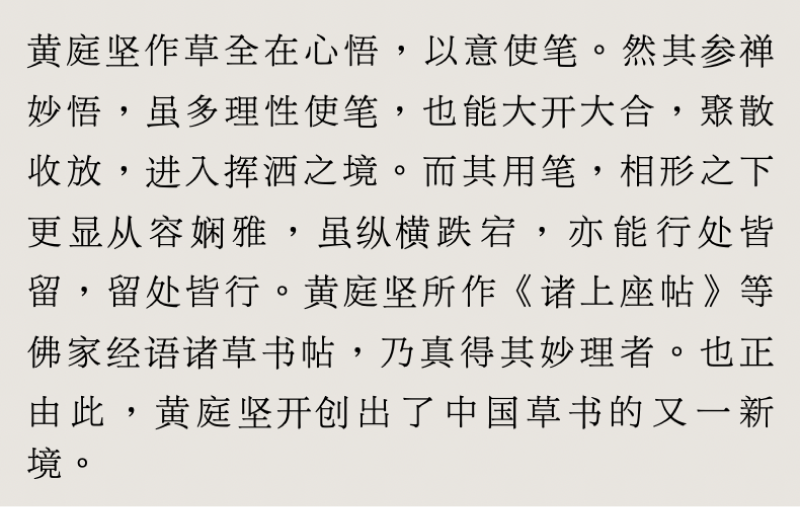 黄庭坚作草全在心悟，以意使笔。然其参禅
妙悟，虽多理性使笔，也能大开大合，聚散
收放，进入挥洒之境。而其用笔，相形之下
更显从容娴雅，虽纵横跌宕，亦能行处皆
留，留处皆行。黄庭坚所作《诸上座帖》等
佛家经语诸草书帖，乃真得其妙理者。也正
由此，黄庭坚开创出了中国草书的又一新
境。